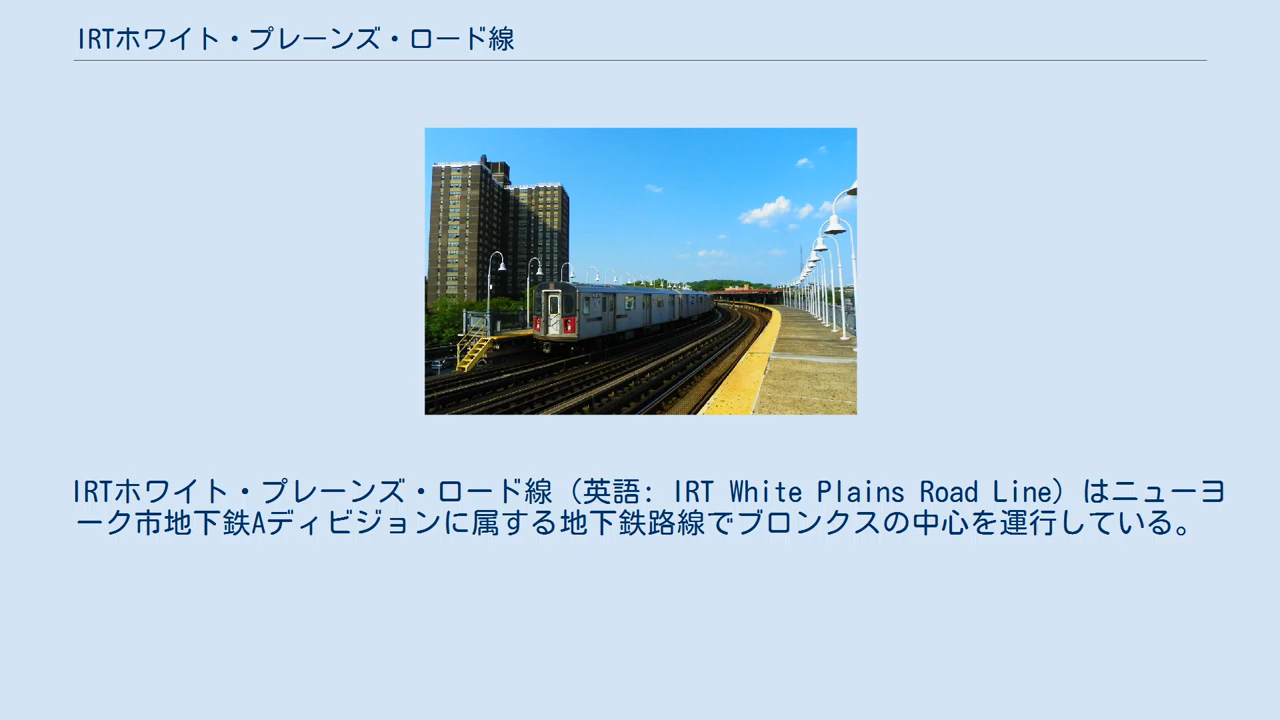 IRTホワイト・プレーンズ・ロード線
IRTホワイト・プレーンズ・ロード線（英語: IRT White Plains Road Line）はニューヨ
ーク市地下鉄Aディビジョンに属する地下鉄路線でブロンクスの中心を運行している。